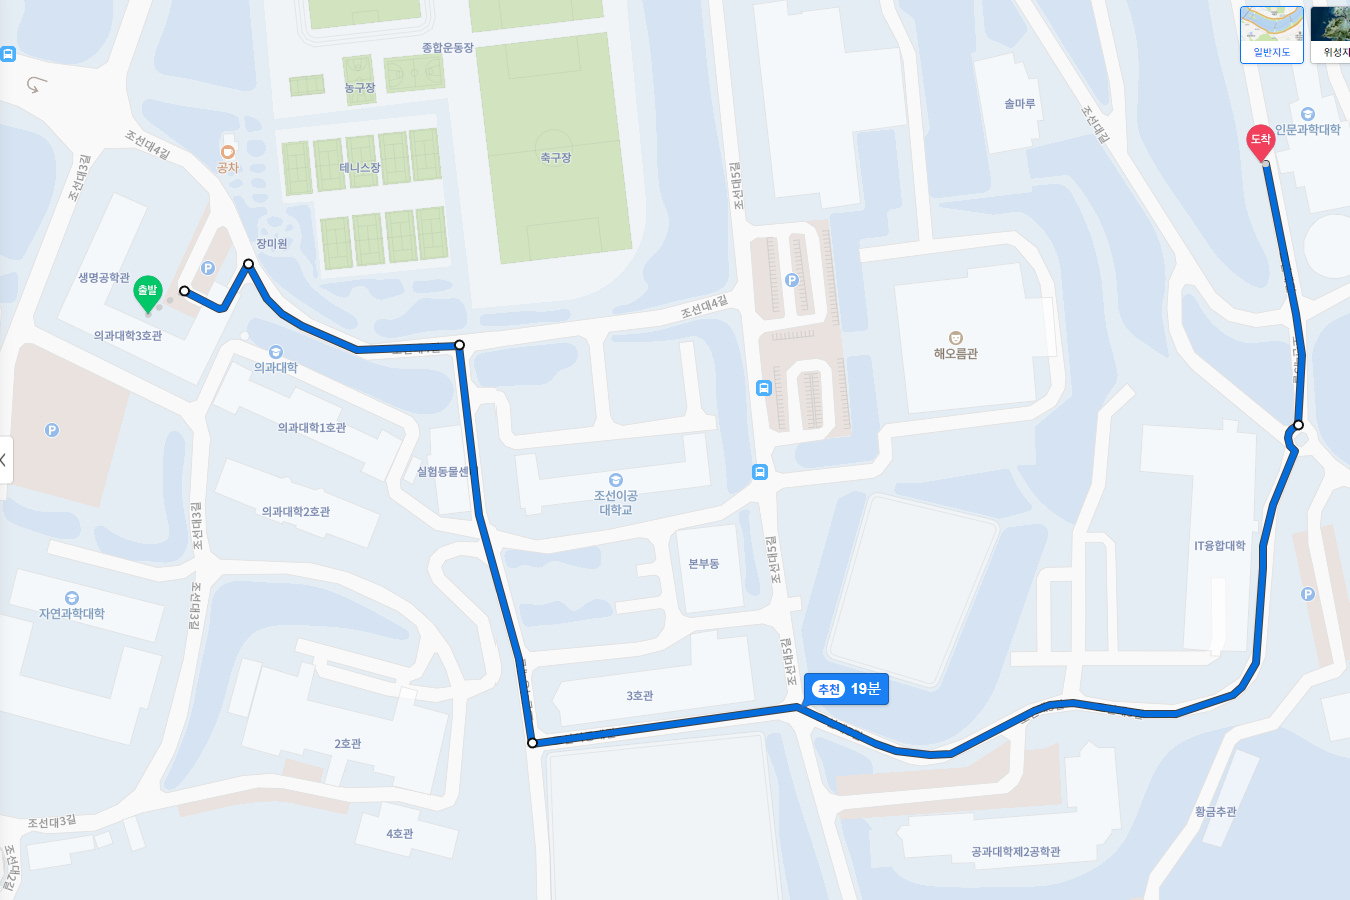 종합운동장
일반지도
위성지
농구장
솔마루
조선대길
인문과학대학
도착
조선대4길
공차
축구장
테니스장
조선대3길
조선대5길
장미원
P
생명공학관
출발
P
조선대4길
의과대학3호관
해오름관
의과대학
의과대학1호관
P
실험동물센
조선이공
대학교
의과대학2호관
조선대3길
IT융합대학
조선대5길
본부동
P
자연과학대학
조선대3길
조선대5길
추천 19분
3호관
2호관
황금추관
조선대3길
4호관
공과대학제2공학관
조선대2길